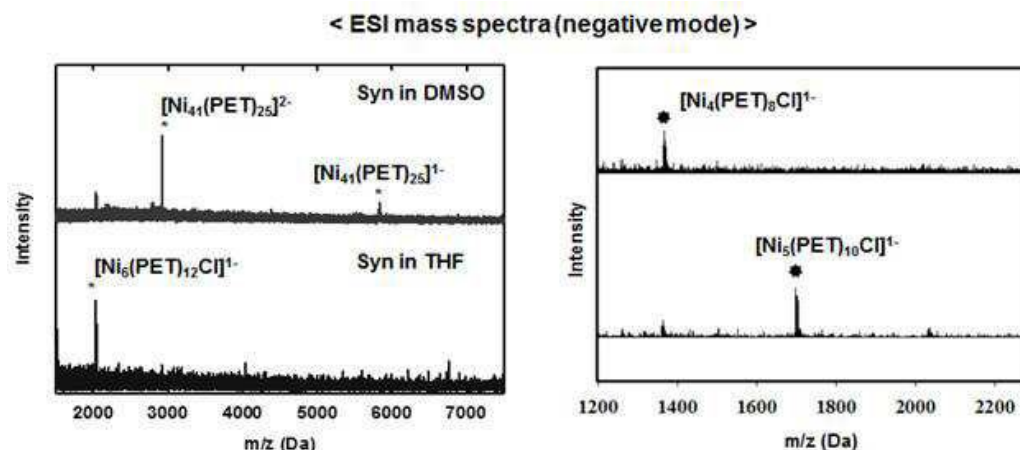 < ESI mass spectra (negative mode) >
[Ni41(PET)25]2-
Syn in DMSO
[Ni41(PET)25]1-
[Ni6(PET)12Cl]1-
Syn in THF
Intensity
2000 3000 4000 5000 6000 7000
m/z (Da)
[Ni4(PET)8Cl]1-
[Ni5(PET)10Cl]1-
Intensity
1200 1400 1600 1800 2000 2200
m/z (Da)